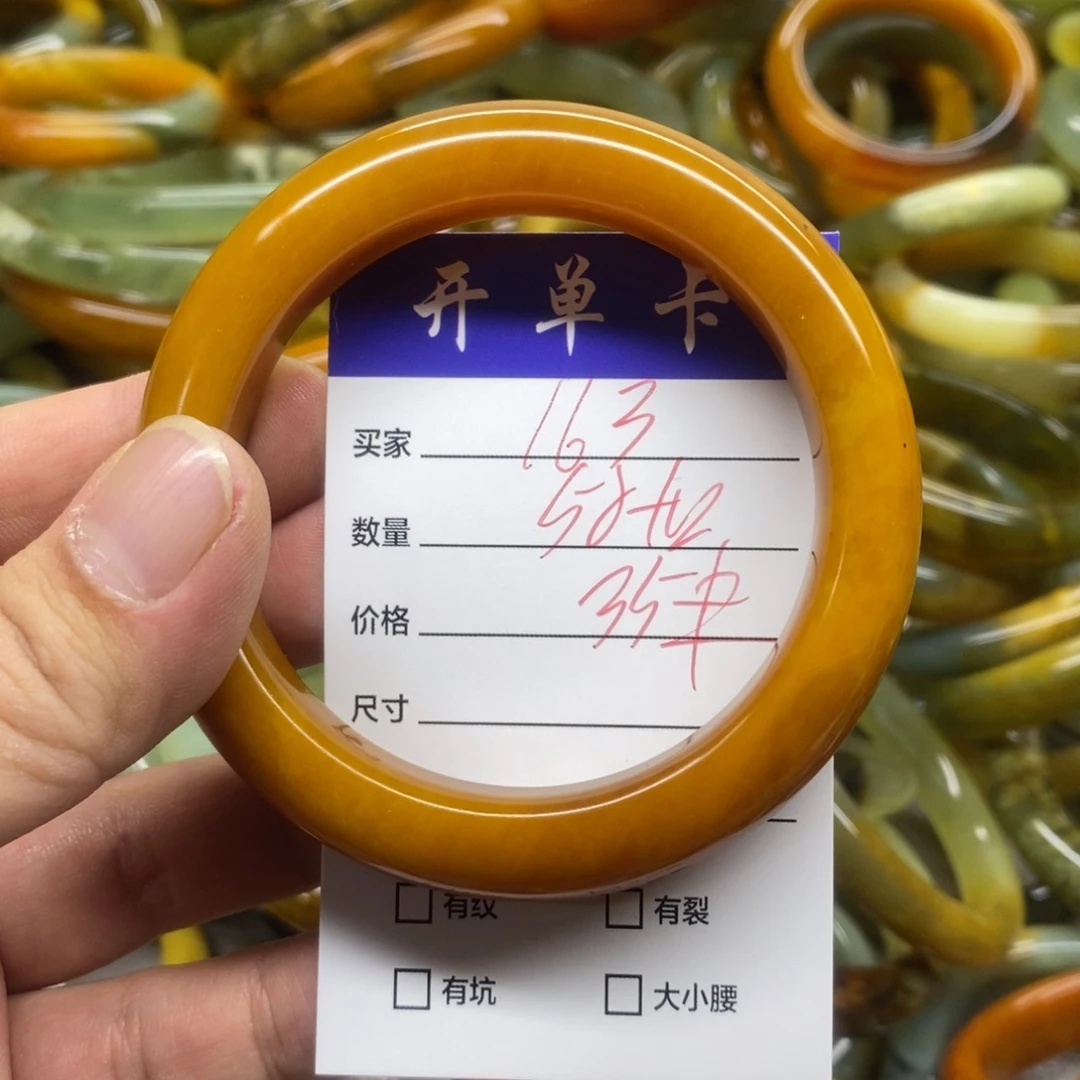 开单卡
买家 163
数量
价格
尺寸
有纹 有裂
有坑 大小腰